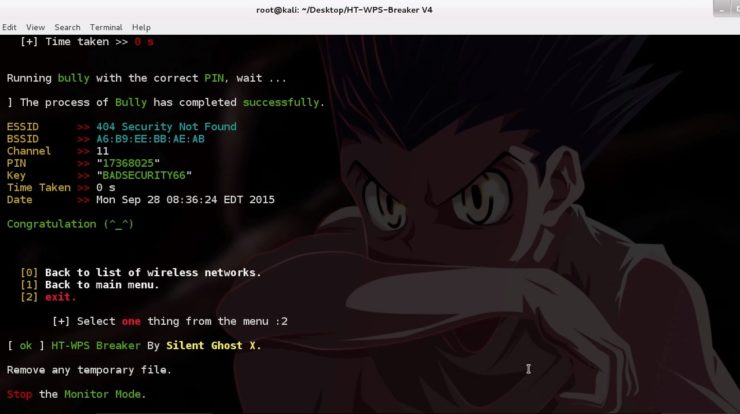 root@kali: ~/Desktop/HT-WPS-Breaker V4
Edit View Search Terminal Help
[+] Time taken >> 0 s
Running bully with the correct PIN, wait ...
] The process of Bully has completed successfully.
ESSID >> 404 Security Not Found
BSSID >> A6:B9:EE:BB:AE:AB
Channel >> 11
PIN >> "17368025"
Key >> "BADSECURITY66"
Time Taken >> 0 s
Date >> Mon Sep 28 08:36:24 EDT 2015
Congratulation (^_^)
[0] Back to list of wireless networks.
[1] Back to main menu.
[2] exit.
[+] Select one thing from the menu :2
[ ok ] HT-WPS Breaker By Silent Ghost X.
Remove any temporary file.
Stop the Monitor Mode.